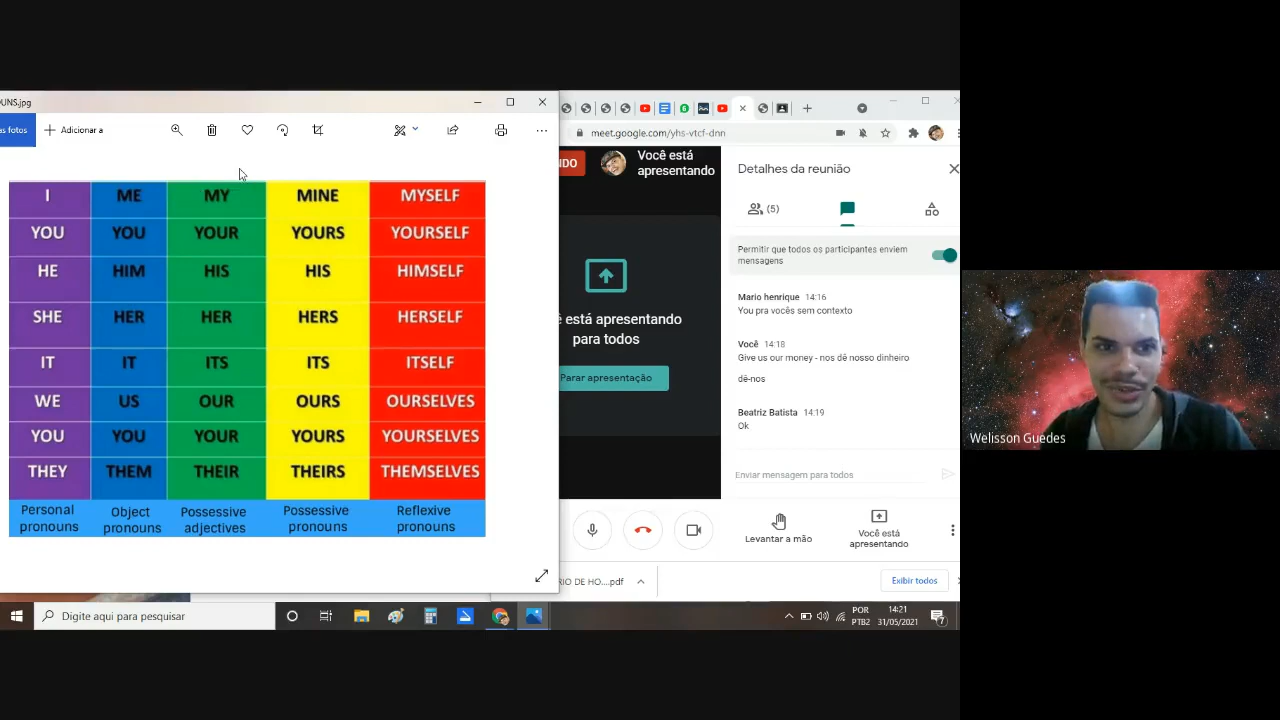 UNS.jpg
as fotos
Adicionar a
I ME MY MINE MYSELF
YOU YOU YOUR YOURS YOURSELF
HE HIM HIS HIS HIMSELF
SHE HER HER HERS HERSELF
IT IT ITS ITS ITSELF
WE US OUR OURS OURSELVES
YOU YOU YOUR YOURS YOURSELVES
THEY THEM THEIR THEIRS THEMSELVES
Personal Object Possessive Possessive Reflexive
pronouns pronouns adjectives pronouns pronouns
meet.google.com/yhs-vtcf-dnn
NDO
Você está
apresentando
ê está apresentando
para todos
Parar apresentação
Detalhes da reunião
(5)
Permitir que todos os participantes enviem
mensagens
Mario henrique 14:16
You pra vocês sem contexto
Você 14:18
Give us our money - nos dê nosso dinheiro
dê-nos
Beatriz Batista 14:19
Ok
Enviar mensagem para todos
Levantar a mão
Você está
apresentando
RIO DE HO....pdf
Exibir todos
Digite aqui para pesquisar
POR
PTB2
14:21
31/05/2021
7
Welisson Guedes